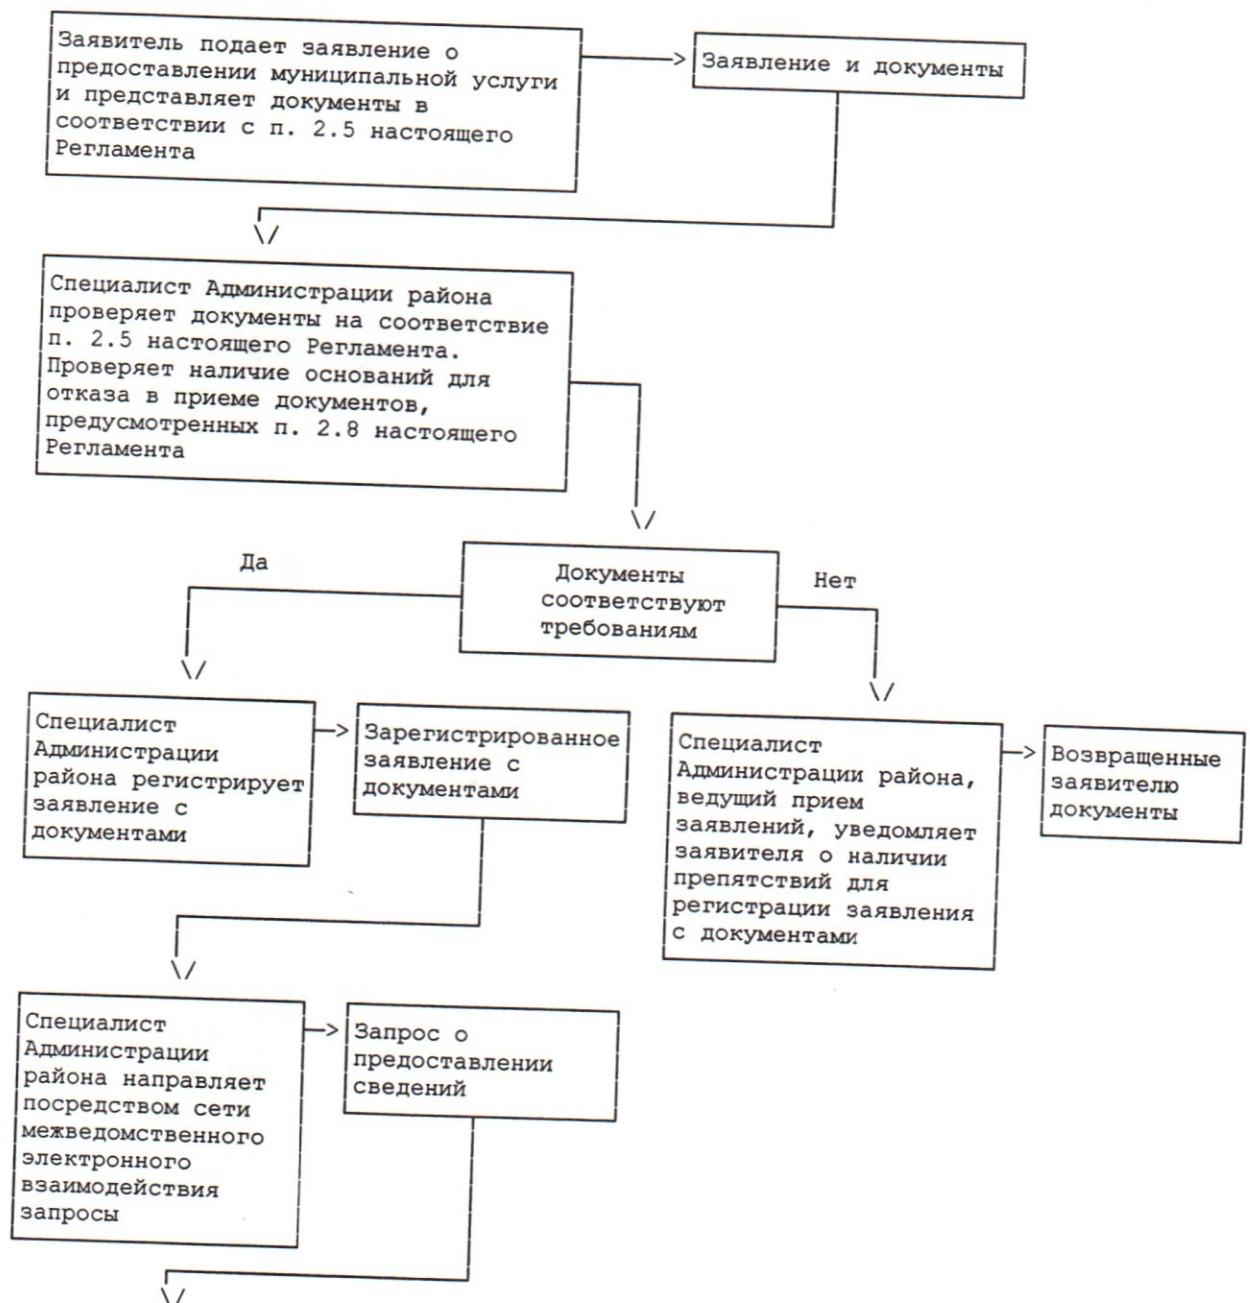 Заявитель подает заявление о
предоставлении муниципальной услуги
и представляет документы в
соответствии с п. 2.5 настоящего
Регламента
Заявление и документы
Специалист Администрации района
проверяет документы на соответствие
п. 2.5 настоящего Регламента.
Проверяет наличие оснований для
отказа в приеме документов,
предусмотренных п. 2.8 настоящего
Регламента
Да
Документы
соответствуют
требованиям
Нет
Специалист
Администрации
района регистрирует
заявление с
документами
Зарегистрированное
заявление с
документами
Специалист
Администрации района,
ведущий прием
заявлений, уведомляет
заявителя о наличии
препятствий для
регистрации заявления
с документами
Возвращенные
заявителю
документы
Специалист
Администрации
района направляет
посредством сети
межведомственного
электронного
взаимодействия
запросы
Запрос о
предоставлении
сведений